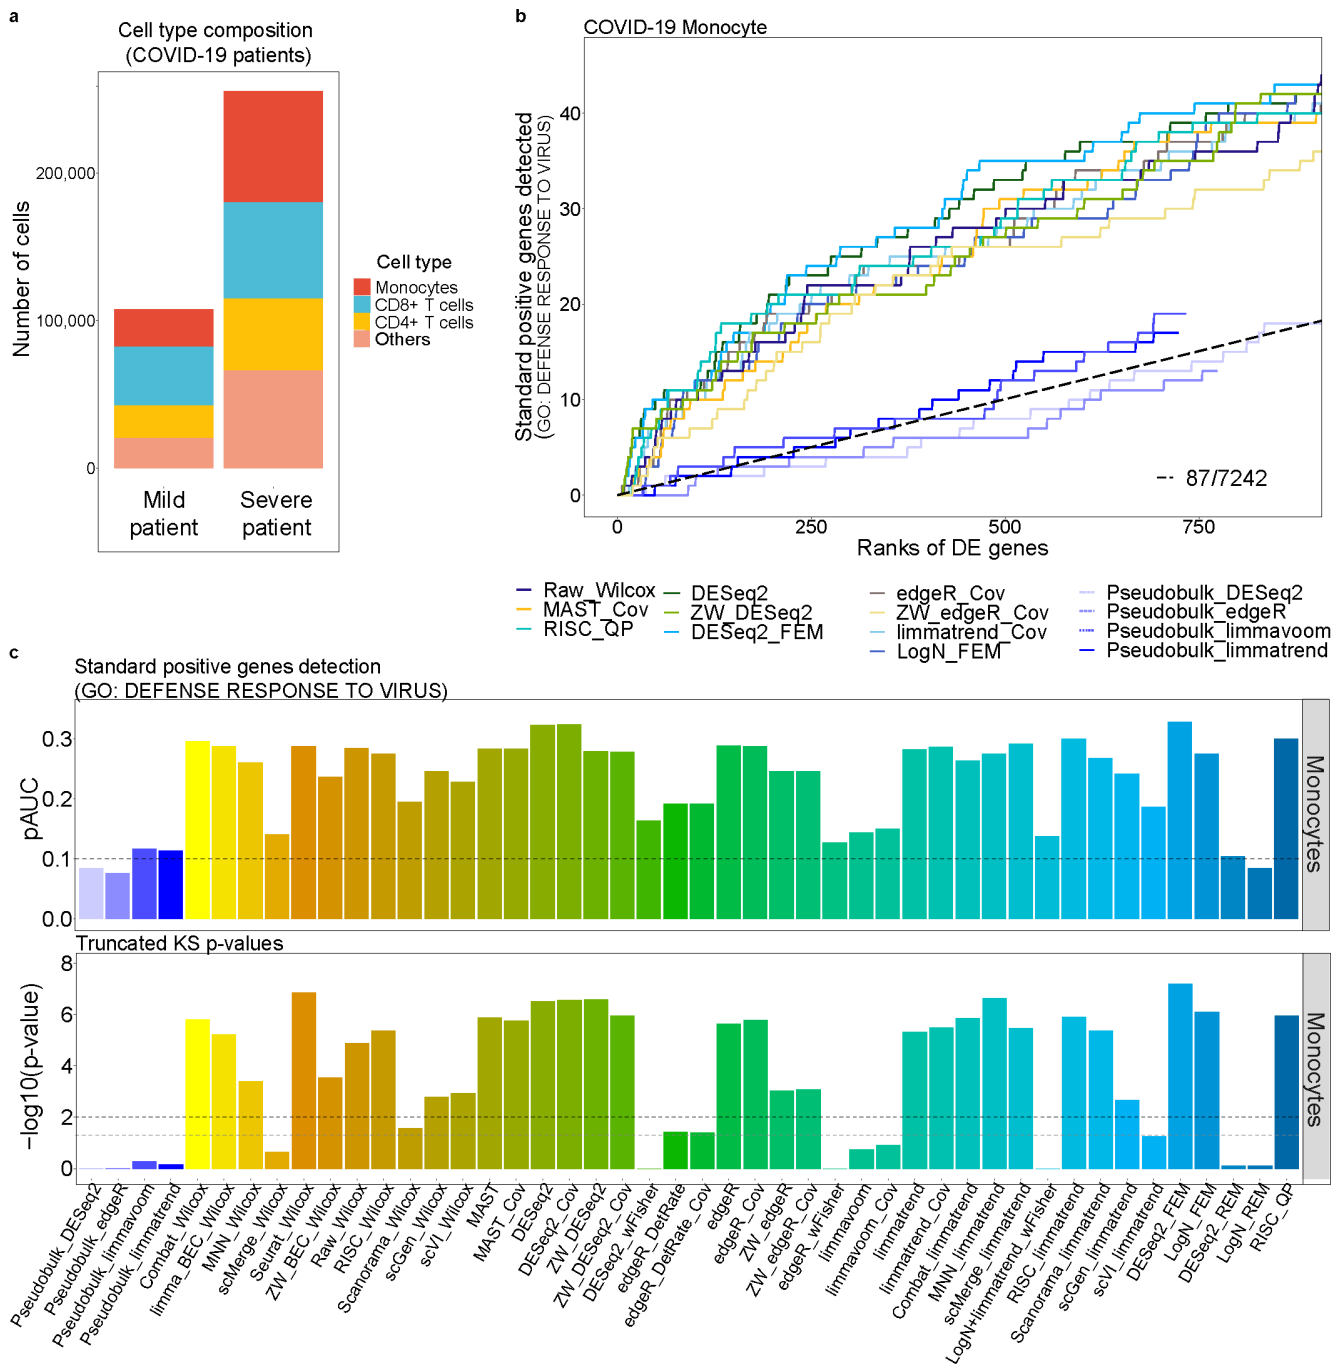 a
Cell type composition
(COVID-19 patients)
Number of cells
200,000
100,000
0
Mild
patient
Severe
patient
Cell type
Monocytes
CD8+ T cells
CD4+ T cells
Others
b
COVID-19 Monocyte
Standard positive genes detected
(GO: DEFENSE RESPONSE TO VIRUS)
40
30
20
10
0
87/7242
0
250
500
750
Ranks of DE genes
Raw_Wilcox
MAST_Cov
RISC_QP
DESeq2
ZW_DESeq2
DESeq2_FEM
edgeR_Cov
ZW_edgeR_Cov
limmatrend_Cov
LogN_FEM
Pseudobulk_DESeq2
Pseudobulk_edgeR
Pseudobulk_limmavoom
Pseudobulk_limmatrend
c
Standard positive genes detection
(GO: DEFENSE RESPONSE TO VIRUS)
pAUC
0.3
0.2
0.1
0.0
Monocytes
Truncated KS p-values
−log10(p-value)
8
6
4
2
0
Monocytes
Pseudobulk_DESeq2
Pseudobulk_edgeR
Pseudobulk_limmavoom
Pseudobulk_limmatrend
Combat_Wilcox
limma_BEC_Wilcox
MNN_Wilcox
scMerge_Wilcox
Seurat_Wilcox
ZW_BEC_Wilcox
Raw_Wilcox
RISC_Wilcox
Scanorama_Wilcox
scGen_Wilcox
scVI_Wilcox
MAST
MAST_Cov
DESeq2
DESeq2_Cov
ZW_DESeq2
ZW_DESeq2_Cov
DESeq2_wFisher
edgeR_DetRate
edgeR_DetRate_Cov
edgeR
edgeR_Cov
ZW_edgeR
ZW_edgeR_Cov
edgeR_wFisher
limmavoom
limmavoom_Cov
limmatrend
limmatrend_Cov
Combat_limmatrend
MNN_limmatrend
scMerge_limmatrend
LogN+limmatrend_wFisher
RISC_limmatrend
Scanorama_limmatrend
scGen_limmatrend
scVI_limmatrend
DESeq2_FEM
LogN_FEM
DESeq2_REM
LogN_REM
RISC_QP